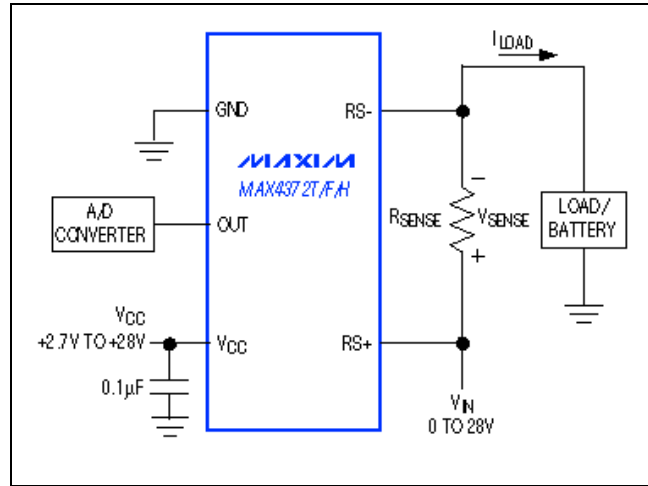 I LOAD
GND
RS-
MAXIM
MAX4372T/F/H
RSENSE
VSENSE
-
+
LOAD/
BATTERY
A/D
CONVERTER
OUT
VCC
+2.7V TO +28V
VCC
RS+
0.1µF
VIN
0 TO 28V